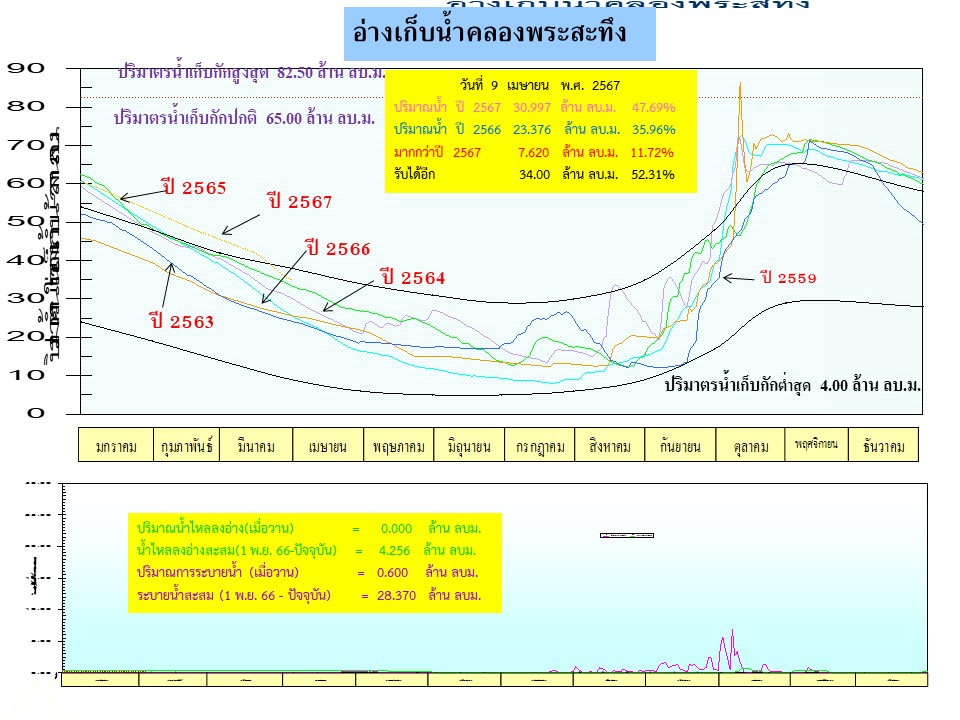 อ่างเก็บน้ำคลองพระสะทึง
อ่างเก็บน้ำคลองพระสะทึง
ปริมาตรน้ำเก็บกักสูงสุด 82.50 ล้าน ลบ.ม.
ปริมาตรน้ำเก็บกักปกติ 65.00 ล้าน ลบ.ม.
วันที่ 9 เมษายน พ.ศ. 2567
ปริมาณน้ำ ปี 2567 30.997 ล้าน ลบ.ม. 47.69%
ปริมาณน้ำ ปี 2566 23.376 ล้าน ลบ.ม. 35.96%
มากกว่าปี 2567 7.620 ล้าน ลบ.ม. 11.72%
รับได้อีก 34.00 ล้าน ลบ.ม. 52.31%
90
80
70
60
50
40
30
20
10
0
ปี 2565
ปี 2567
ปี 2566
ปี 2564
ปี 2563
ปี 2559
ปริมาตรน้ำเก็บกักต่ำสุด 4.00 ล้าน ลบ.ม.
มกราคม กุมภาพันธ์ มีนาคม เมษายน พฤษภาคม มิถุนายน กรกฎาคม สิงหาคม กันยายน ตุลาคม พฤศจิกายน ธันวาคม
ปริมาณน้ำไหลลงอ่าง(เมื่อวาน) = 0.000 ล้าน ลบม.
น้ำไหลลงอ่างสะสม(1 พ.ย. 66-ปัจจุบัน) = 4.256 ล้าน ลบม.
ปริมาณการระบายน้ำ (เมื่อวาน) = 0.600 ล้าน ลบม.
ระบายน้ำสะสม (1 พ.ย. 66 - ปัจจุบัน) = 28.370 ล้าน ลบม.